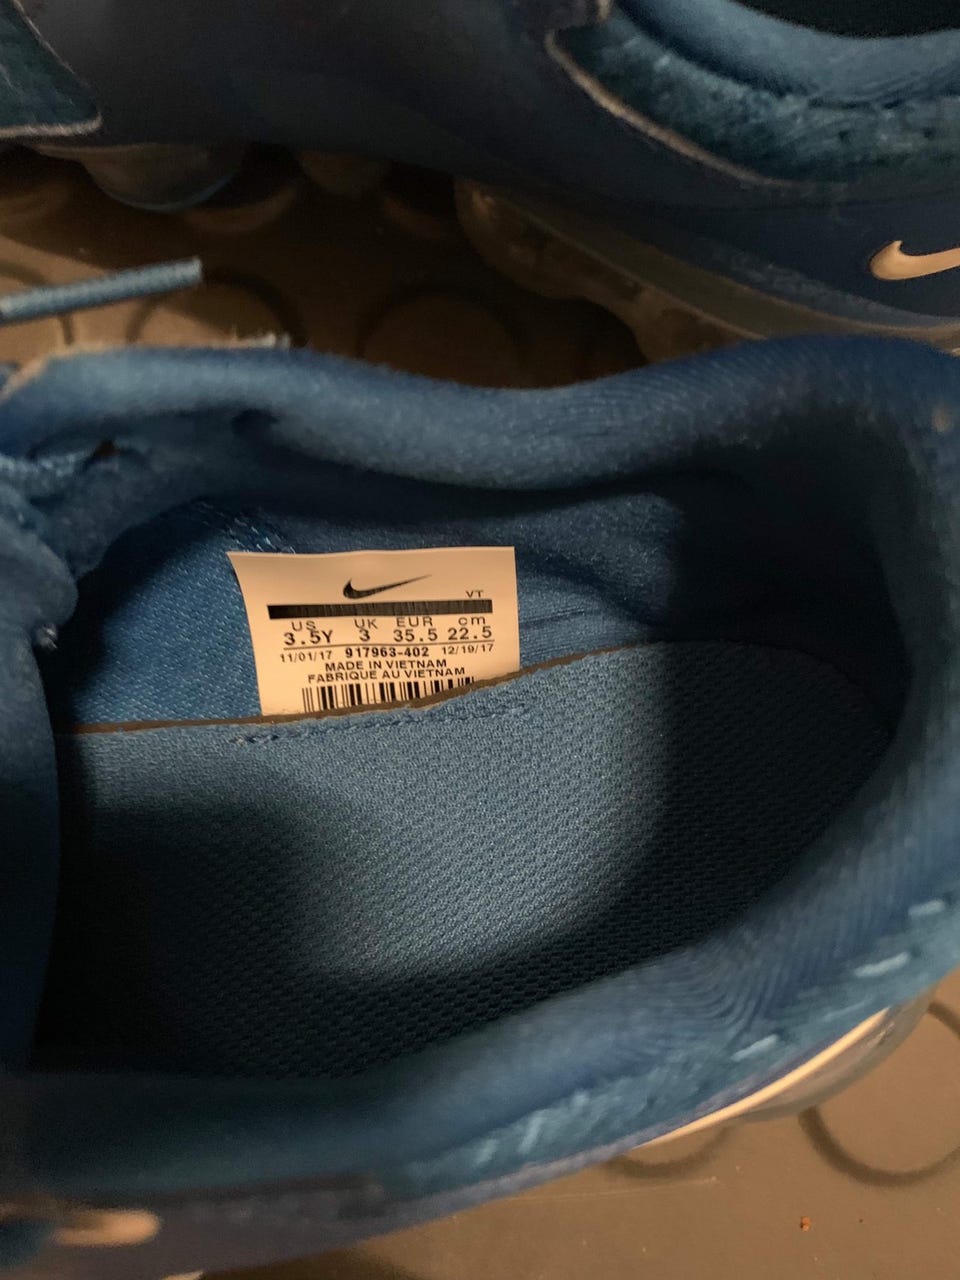 VT
US UK EUR cm
3.5Y 3 35.5 22.5
11/01/17 917963-402 12/19/17
MADE IN VIETNAM
FABRIQUE AU VIETNAM